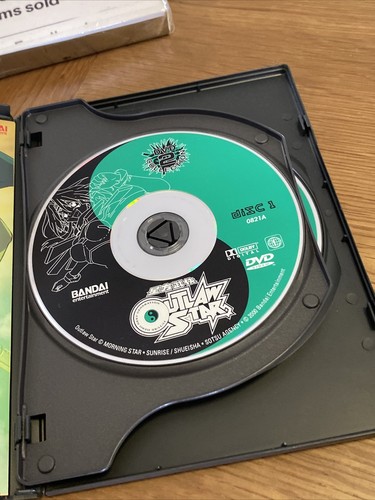 ms sold
2
disc 1
0821A
DOLBY
DIGITAL
DVD
BANDAI
entertainment
OUTLAW
STAR
Outlaw Star © MORNING STAR • SUNRISE / SHUEISHA • SOTSU AGENCY • © 2000 Bandai Entertainment